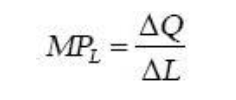 MP_L = ΔQ / ΔL